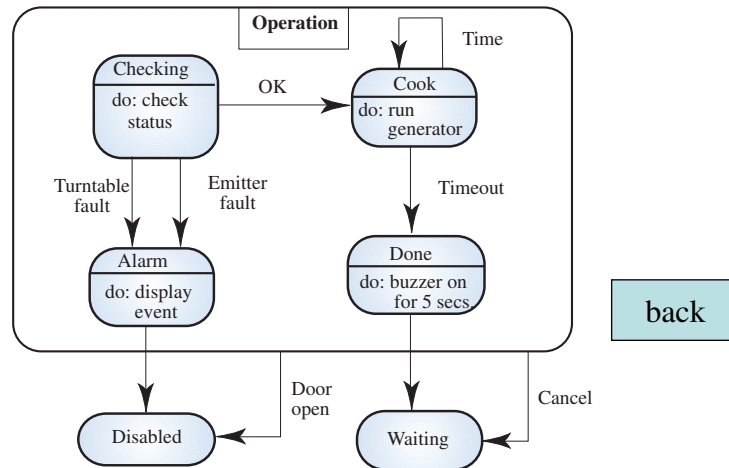 Operation
Time
Checking
do: check
status
OK
Cook
do: run
generator
Turntable
fault
Emitter
fault
Timeout
Alarm
do: display
event
Done
do: buzzer on
for 5 secs.
back
Door
open
Cancel
Disabled
Waiting